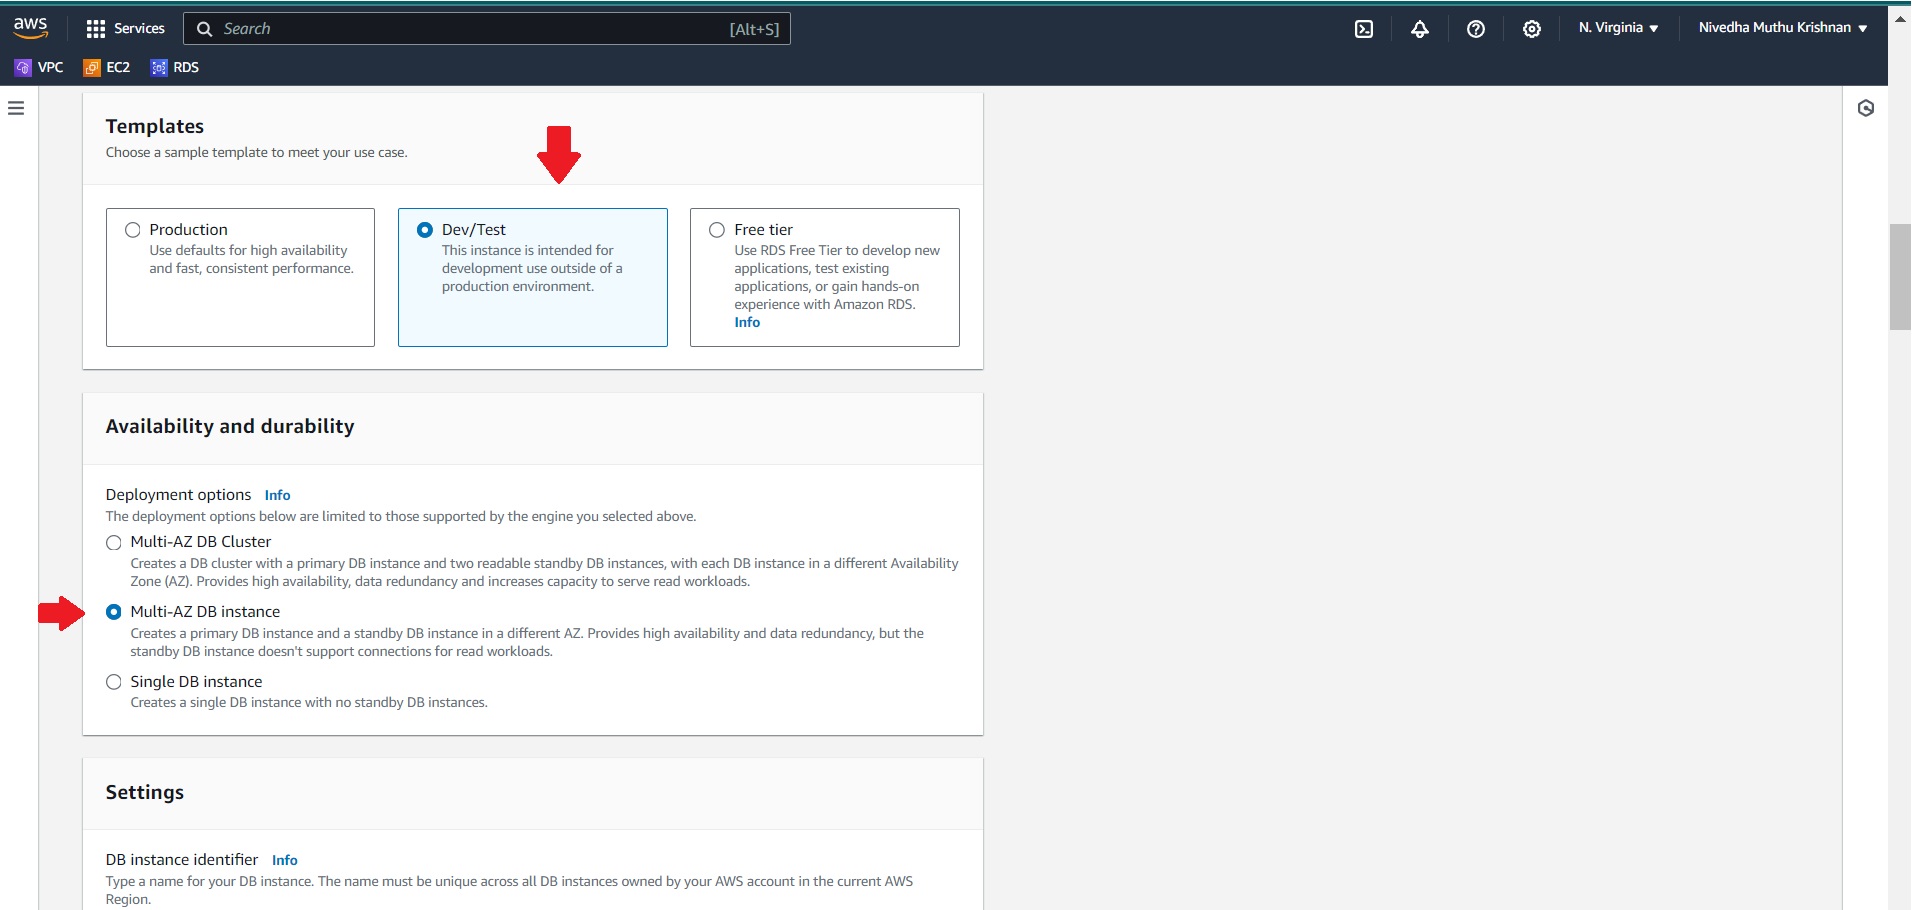 aws
Services
Search
[Alt+S]
N. Virginia
Nivedha Muthu Krishnan
VPC
EC2
RDS
Templates
Choose a sample template to meet your use case.
Production
Use defaults for high availability
and fast, consistent performance.
Dev/Test
This instance is intended for
development use outside of a
production environment.
Free tier
Use RDS Free Tier to develop new
applications, test existing
applications, or gain hands-on
experience with Amazon RDS.
Info
Availability and durability
Deployment options Info
The deployment options below are limited to those supported by the engine you selected above.
Multi-AZ DB Cluster
Creates a DB cluster with a primary DB instance and two readable standby DB instances, with each DB instance in a different Availability
Zone (AZ). Provides high availability, data redundancy and increases capacity to serve read workloads.
Multi-AZ DB instance
Creates a primary DB instance and a standby DB instance in a different AZ. Provides high availability and data redundancy, but the
standby DB instance doesn't support connections for read workloads.
Single DB instance
Creates a single DB instance with no standby DB instances.
Settings
DB instance identifier Info
Type a name for your DB instance. The name must be unique across all DB instances owned by your AWS account in the current AWS
Region.